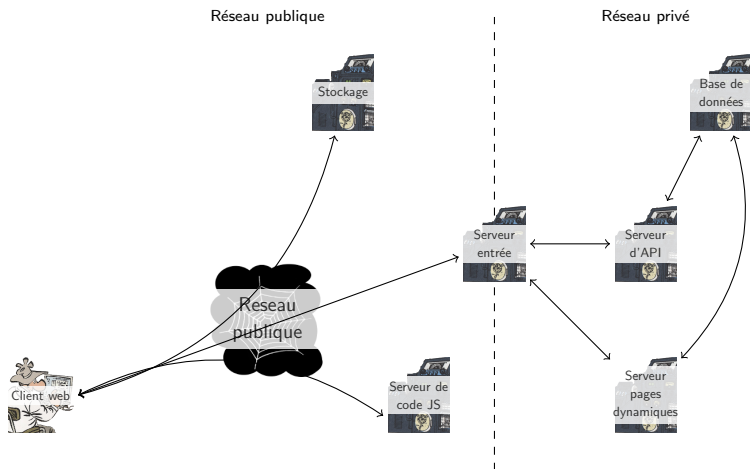 Réseau publique
Réseau privé
Stockage
Base de
données
Serveur
entrée
Serveur
d'API
Reseau
publique
Client web
Serveur de
code JS
Serveur
pages
dynamiques